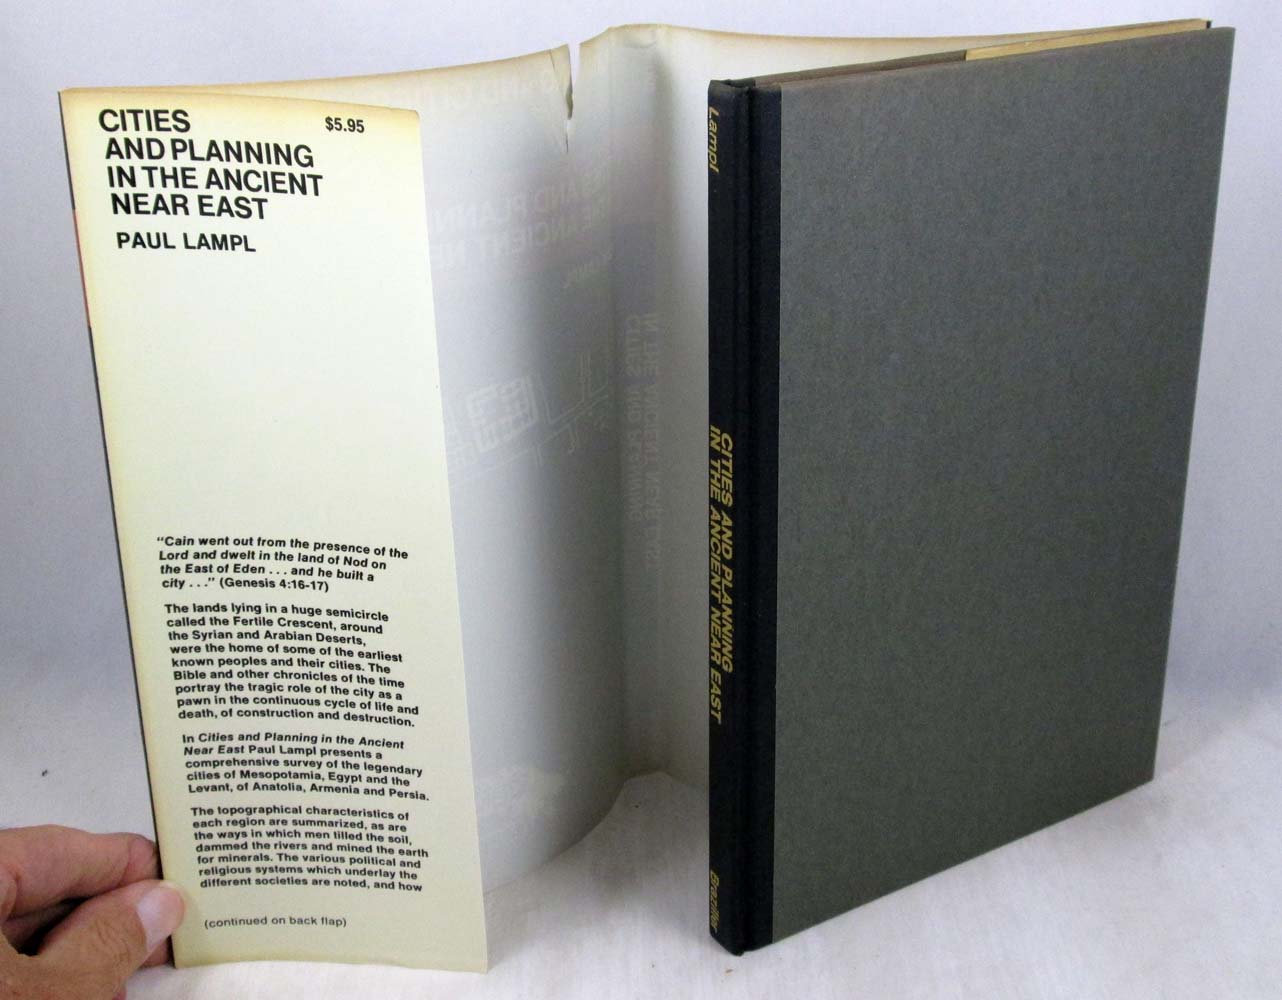 CITIES
AND PLANNING
IN THE ANCIENT
NEAR EAST
$5.95
PAUL LAMPL
"Cain went out from the presence of the
Lord and dwelt in the land of Nod on
the East of Eden . . . and he built a
city . . ." (Genesis 4:16-17)
The lands lying in a huge semicircle
called the Fertile Crescent, around
the Syrian and Arabian Deserts,
were the home of some of the earliest
known peoples and their cities. The
Bible and other chronicles of the time
portray the tragic role of the city as a
pawn in the continuous cycle of life and
death, of construction and destruction.
In Cities and Planning in the Ancient
Near East Paul Lampl presents a
comprehensive survey of the legendary
cities of Mesopotamia, Egypt and the
Levant, of Anatolia, Armenia and Persia.
The topographical characteristics of
each region are summarized, as are
the ways in which men tilled the soil,
dammed the rivers and mined the earth
for minerals. The various political and
religious systems which underlay the
different societies are noted, and how
(continued on back flap)
Lampl
CITIES AND PLANNING
IN THE ANCIENT NEAR EAST
Braziller
IN THE ANCIENT NEAR EAST
CITIES AND PLANNING